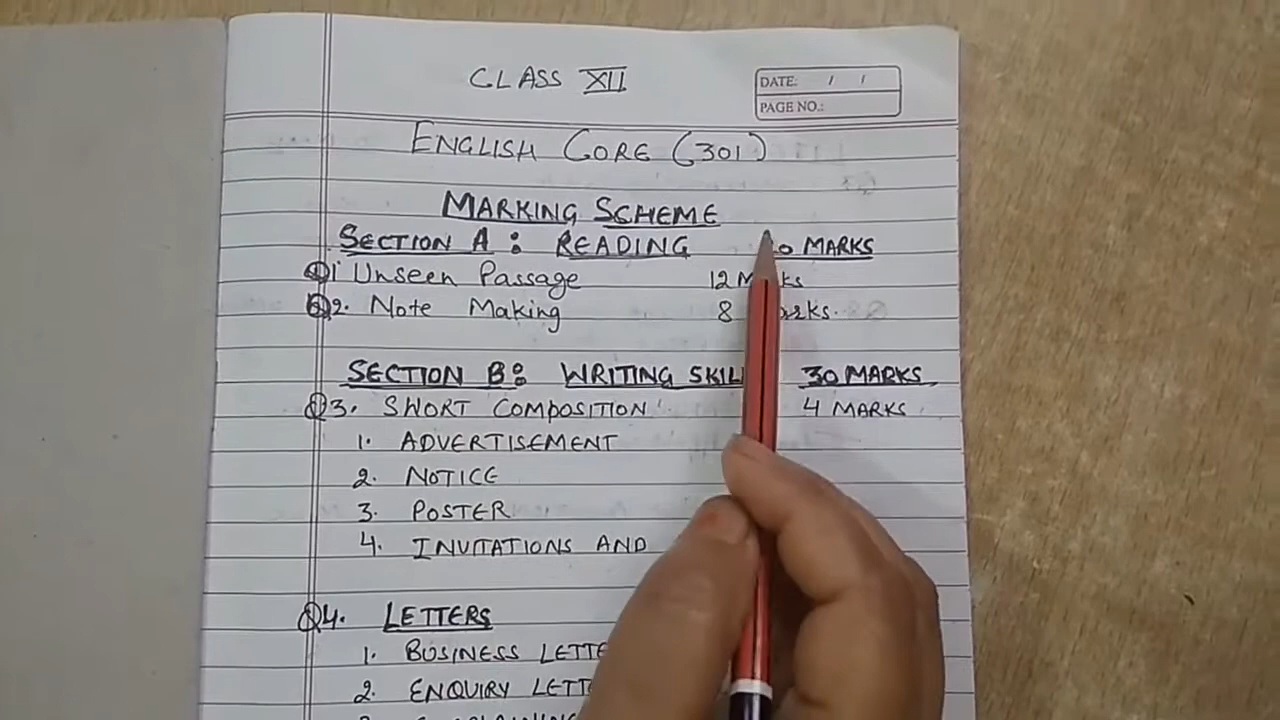 CLASS XII
DATE: / /
PAGE NO.:
ENGLISH CORE (301)
MARKING SCHEME
SECTION A : READING MARKS
Q1 Unseen Passage 12 Marks
Q2. Note Making 8 Marks.
SECTION B: WRITING SKILL 30 MARKS
Q3. SHORT COMPOSITION 4 MARKS
1. ADVERTISEMENT
2. NOTICE
3. POSTER
4. INVITATIONS AND
Q4. LETTERS
1. BUSINESS LETTE
2. ENQUIRY LETT